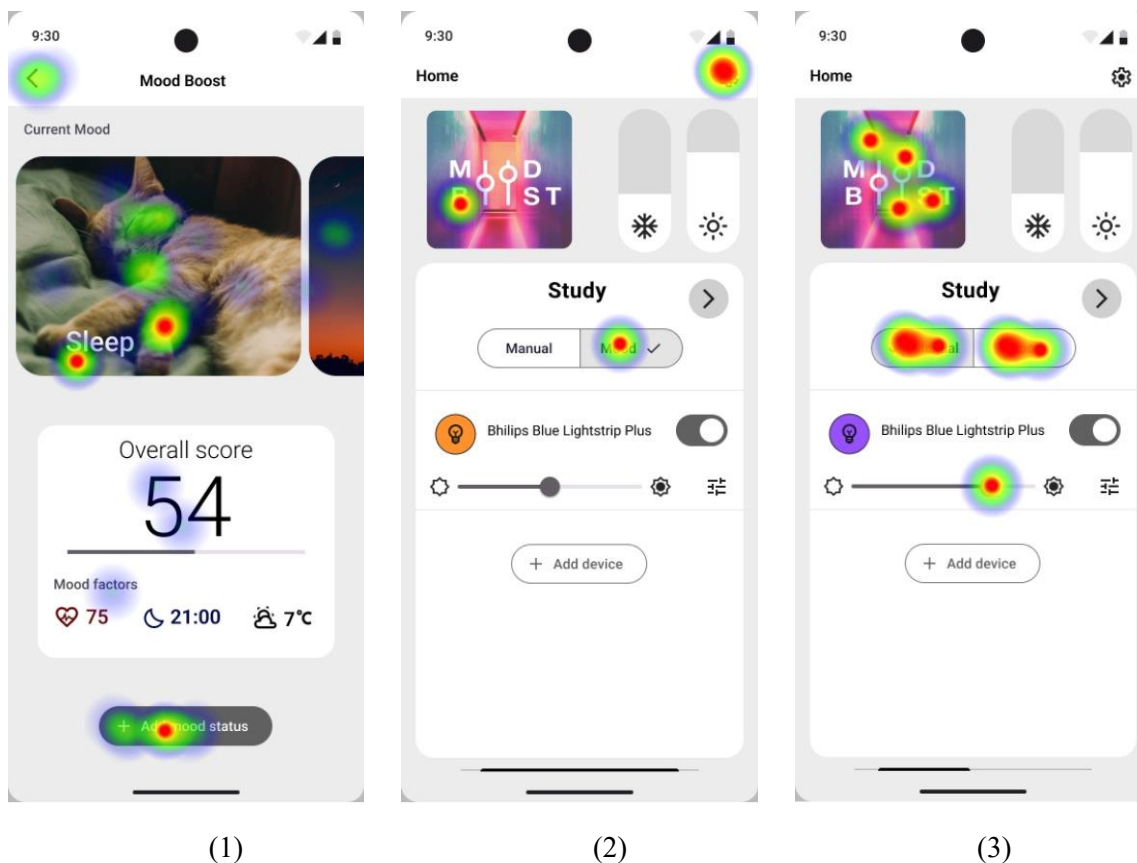 9:30
Mood Boost
Current Mood
Sleep
Overall score
54
Mood factors
75 21:00 7°C
+ Add mood status
(1)
9:30
Home
M D
B ST
Study
Manual
Bhilips Blue Lightstrip Plus
+ Add device
(2)
9:30
Home
M D
B
Study
Bhilips Blue Lightstrip Plus
+ Add device
(3)